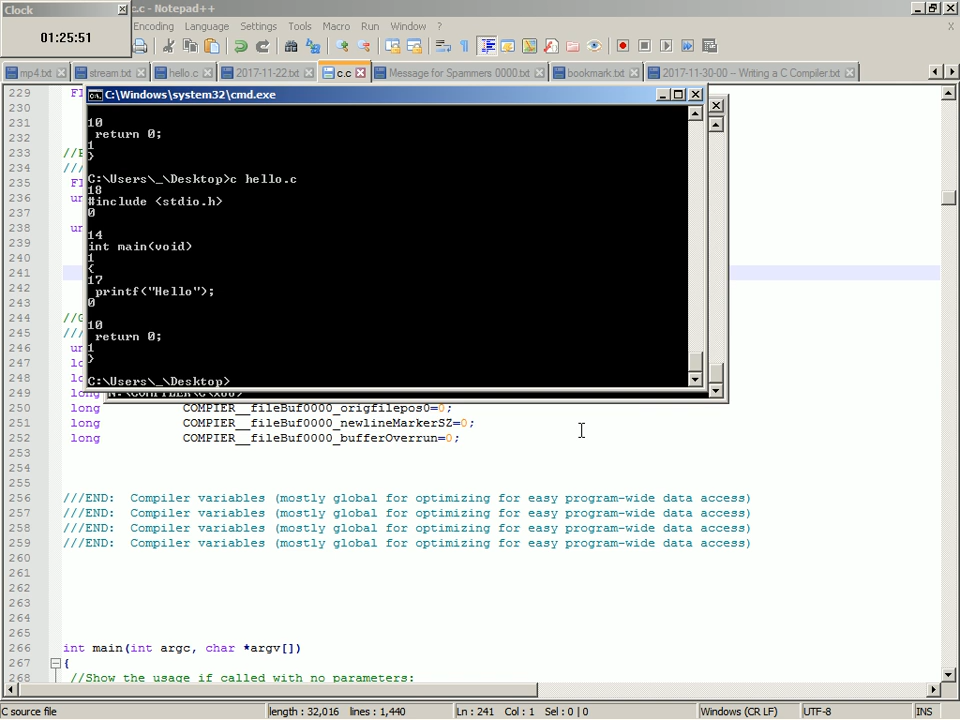 Clock
c.c - Notepad++
01:25:51
Encoding Language Settings Tools Macro Run Window ?
X
mp4.txt stream.txt hello.c 2017-11-22.txt c.c Message for Spammers 0000.txt bookmark.txt 2017-11-30-00 – Writing a C Compiler.txt
C:\Windows\system32\cmd.exe
10
 return 0;
1
}
C:\Users\_\Desktop>c hello.c
18
#include <stdio.h>
0
14
int main(void)
1
{
17
 printf("Hello");
0
10
 return 0;
1
}
C:\Users\_\Desktop>
229
230
231
232
233
234 ///
235
236 un
237
238 un
239
240
241
242
243
244
245
246 un
247
248
249 long
250 long COMPIER__fileBuf0000_origfilepos0=0;
251 long COMPIER__fileBuf0000_newlineMarkerSZ=0;
252 long COMPIER__fileBuf0000_bufferOverrun=0;
253
254
255
256 ///END: Compiler variables (mostly global for optimizing for easy program-wide data access)
257 ///END: Compiler variables (mostly global for optimizing for easy program-wide data access)
258 ///END: Compiler variables (mostly global for optimizing for easy program-wide data access)
259 ///END: Compiler variables (mostly global for optimizing for easy program-wide data access)
260
261
262
263
264
265
266 int main(int argc, char *argv[])
267 {
268 //Show the usage if called with no parameters:
C source file length : 32,016 lines : 1,440 Ln : 241 Col : 1 Sel : 0 | 0 Windows (CR LF) UTF-8 INS